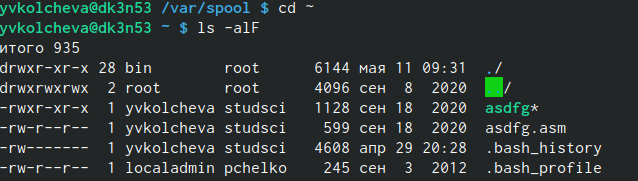 yvkolcheva@dk3n53 /var/spool $ cd ~
yvkolcheva@dk3n53 ~ $ ls -alF
итого 935
drwxr-xr-x 28 bin root 6144 мая 11 09:31 ./
drwxrwxrwx 2 root root 4096 сен 8 2020 /
-rwxr-xr-x 1 yvkolcheva studsci 1128 сен 18 2020 asdfg*
-rw-r--r-- 1 yvkolcheva studsci 599 сен 18 2020 asdfg.asm
-rw------- 1 yvkolcheva studsci 4608 апр 29 20:28 .bash_history
-rw-r--r-- 1 localadmin pchelko 245 сен 3 2012 .bash_profile